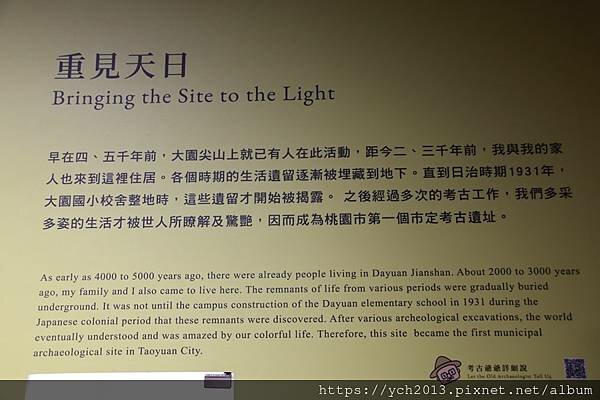 重見天日
Bringing the Site to the Light
早在四、五千年前，大園尖山上就已有人在此活動，距今二、三千年前，我與我的家
人也來到這裡住居。各個時期的生活遺留逐漸被埋藏到地下。直到日治時期1931年，
大園國小校舍整地時，這些遺留才開始被揭露。 之後經過多次的考古工作，我們多采
多姿的生活才被世人所瞭解及驚艷，因而成為桃園市第一個市定考古遺址。
As early as 4000 to 5000 years ago, there were already people living in Dayuan Jianshan. About 2000 to 3000 years
ago, my family and I also came to live here. The remnants of life from various periods were gradually buried
underground. It was not until the campus construction of the Dayuan elementary school in 1931 during the
Japanese colonial period that these remnants were discovered. After various archeological excavations, the world
eventually understood and was amazed by our colorful life. Therefore, this site became the first municipal
archaeological site in Taoyuan City.
考古爺爺詳細說
Let the Old Archaeologist Tell Us
https://ych2013.pixnet.net/album